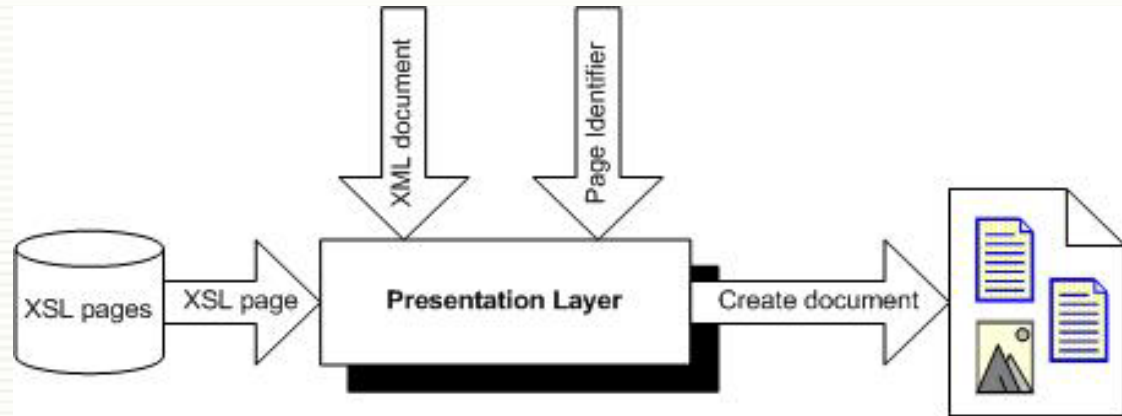 XML document
Page Identifier
XSL pages
XSL page
Presentation Layer
Create document